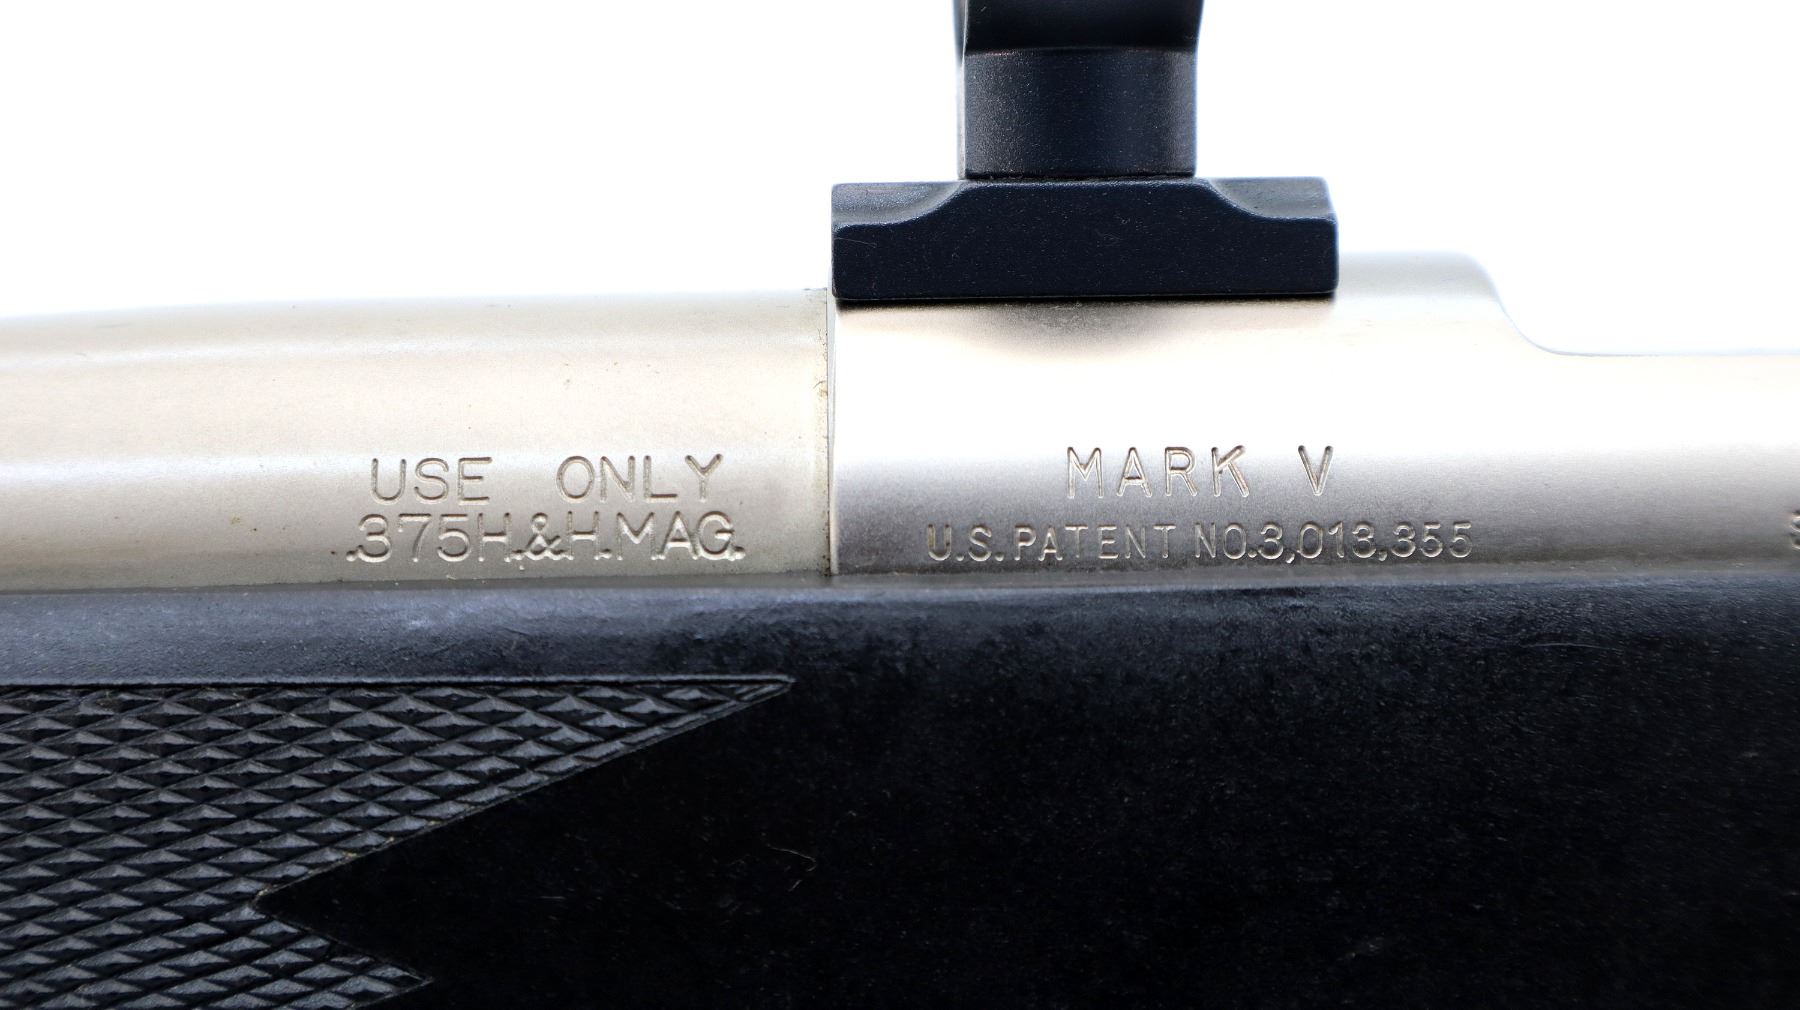 USE ONLY
.375H.&H.MAG.
MARK V
U.S.PATENT NO.3,013,355